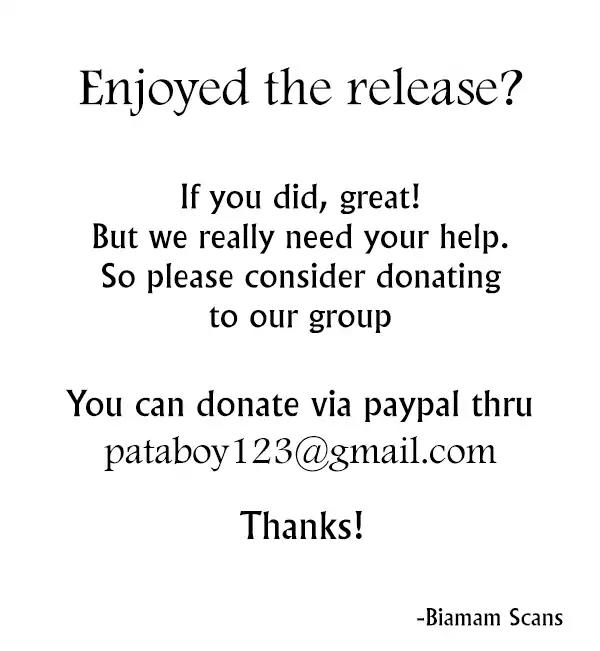 Enjoyed the release?
If you did, great!
But we really need your help.
So please consider donating
to our group
You can donate via paypal thru
pataboy123@gmail.com
Thanks!
-Biamam Scans